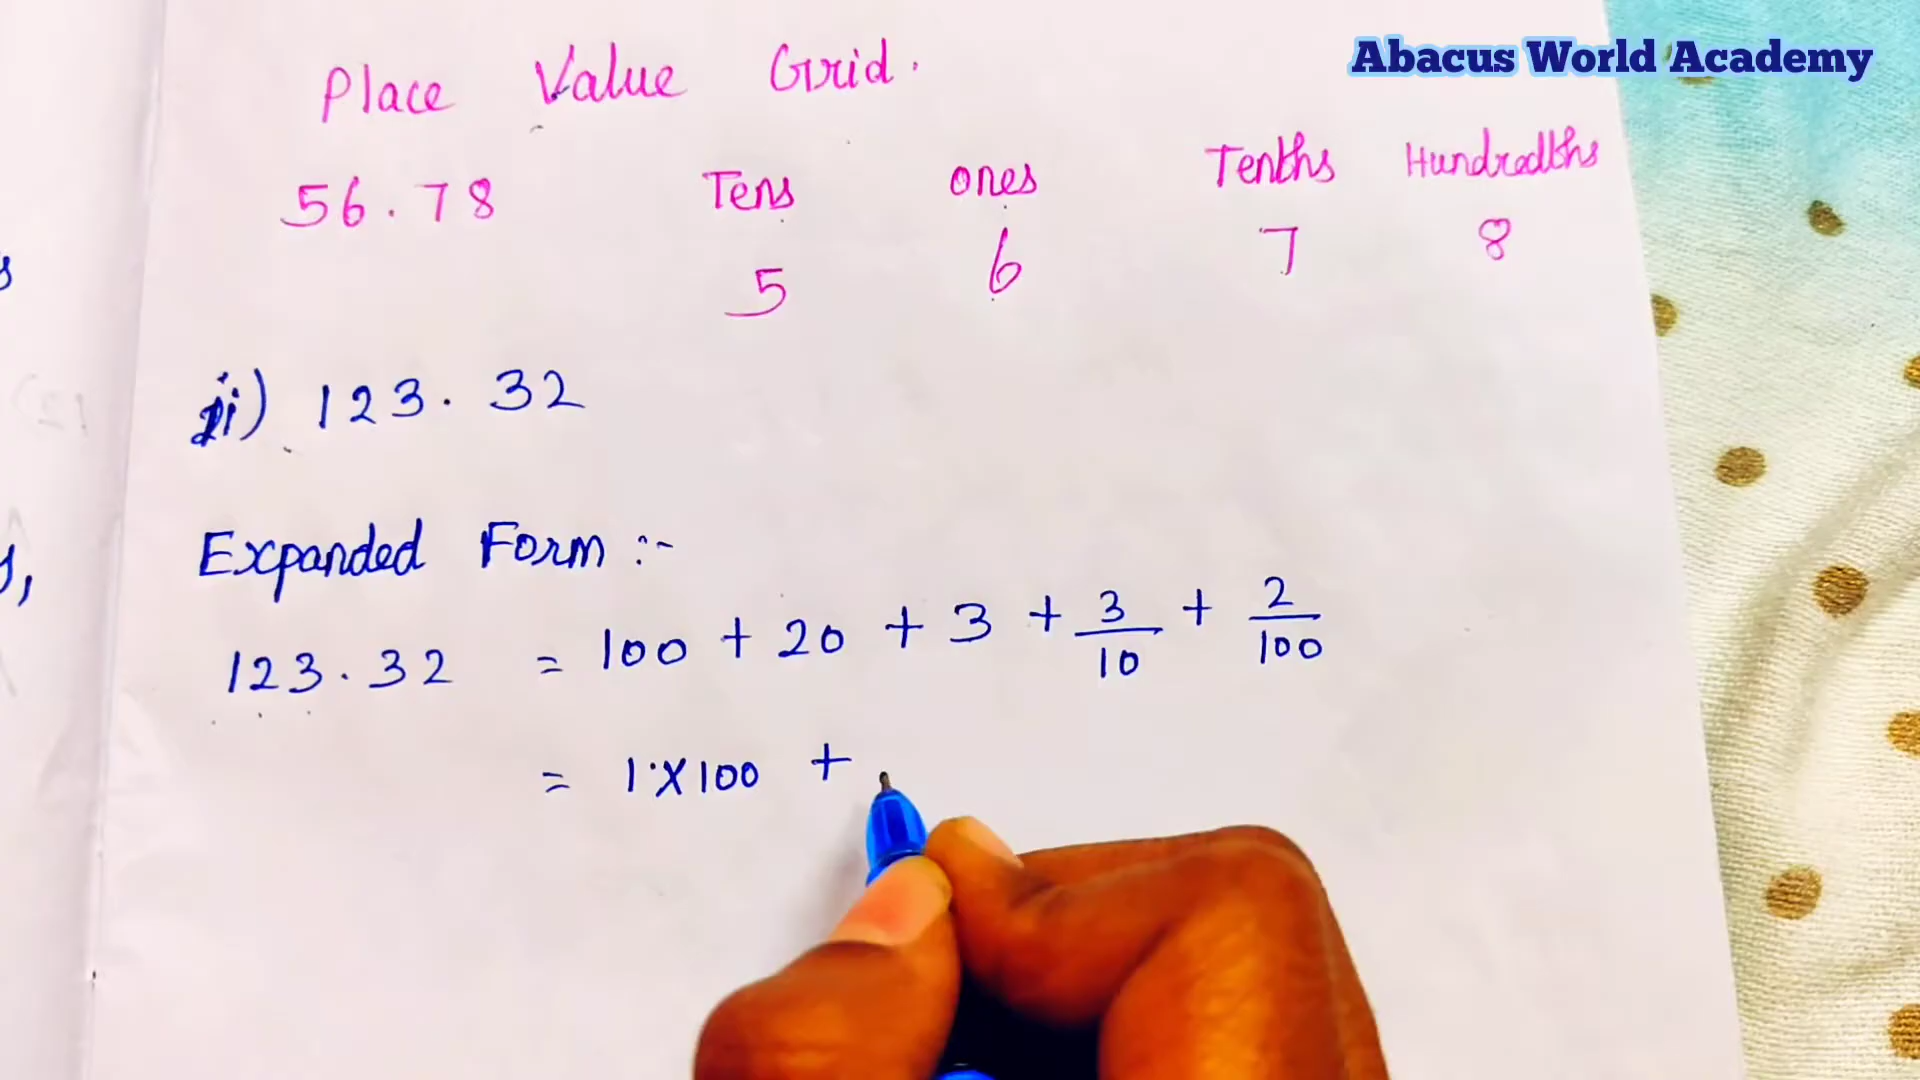 Abacus World Academy
Place Value Grid.
56.78 Tens ones Tenths Hundredths
5 6 7 8
ii) 123.32
Expanded Form :-
123.32 = 100 + 20 + 3 + 3/10 + 2/100
= 1×100 +